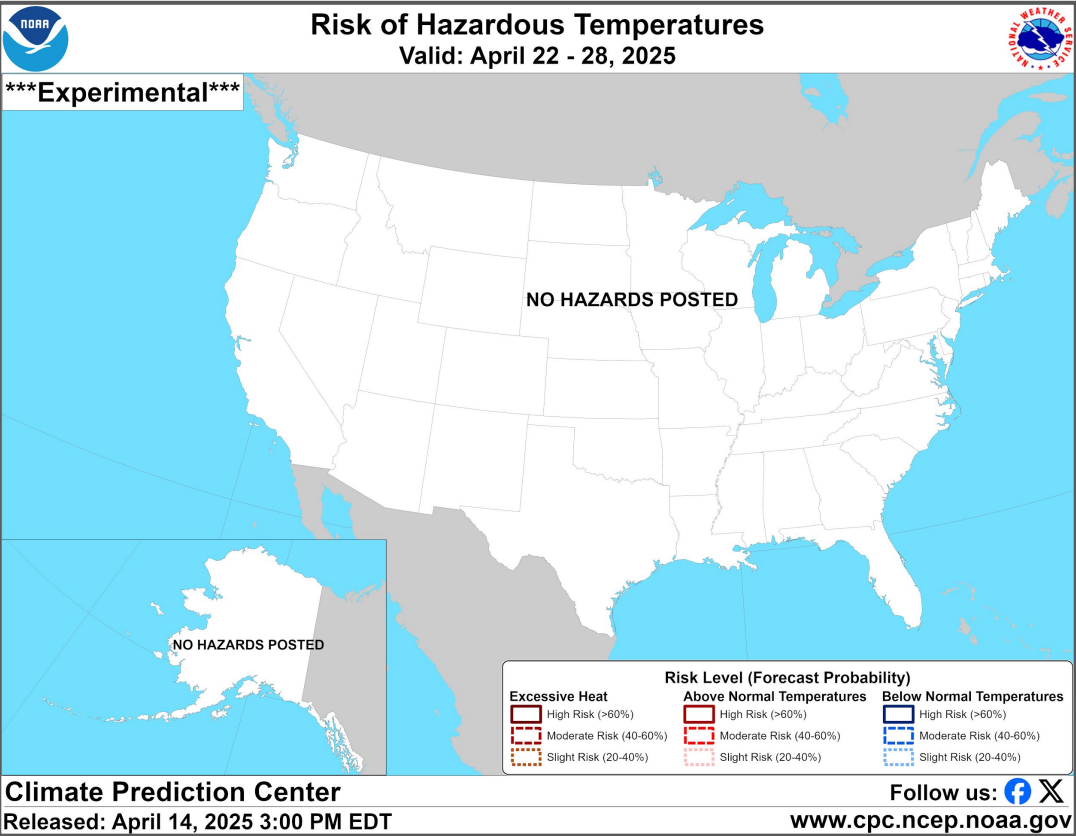 NOAA
Risk of Hazardous Temperatures
Valid: April 22 - 28, 2025
NATIONAL WEATHER SERVICE
***Experimental***
NO HAZARDS POSTED
NO HAZARDS POSTED
Risk Level (Forecast Probability)
Excessive Heat
High Risk (>60%)
Moderate Risk (40-60%)
Slight Risk (20-40%)
Above Normal Temperatures
High Risk (>60%)
Moderate Risk (40-60%)
Slight Risk (20-40%)
Below Normal Temperatures
High Risk (>60%)
Moderate Risk (40-60%)
Slight Risk (20-40%)
Climate Prediction Center
Follow us:
Released: April 14, 2025 3:00 PM EDT
www.cpc.ncep.noaa.gov